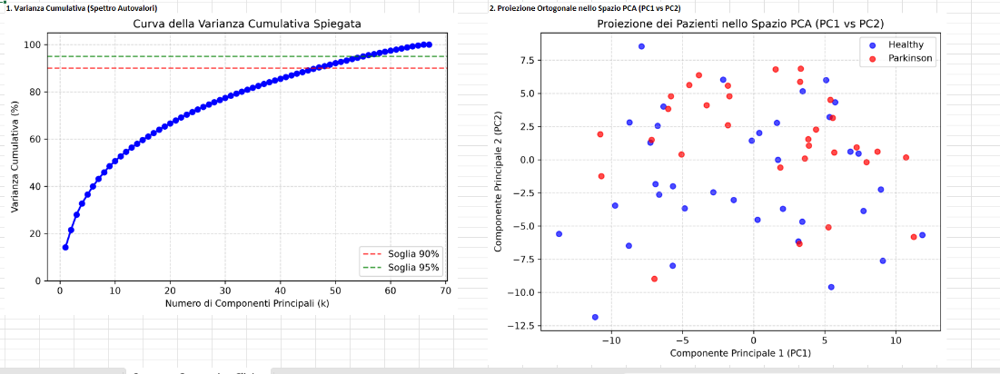 1. Varianza Cumulativa (Spettro Autovalori)
Curva della Varianza Cumulativa Spiegata
100
80
60
40
20
0
Varianza Cumulativa (%)
Soglia 90%
Soglia 95%
0 10 20 30 40 50 60 70
Numero di Componenti Principali (k)
2. Proiezione Ortogonale nello Spazio PCA (PC1 vs PC2)
Proiezione dei Pazienti nello Spazio PCA (PC1 vs PC2)
Healthy
Parkinson
7.5
5.0
2.5
0.0
−2.5
−5.0
−7.5
−10.0
−12.5
Componente Principale 2 (PC2)
−10 −5 0 5 10
Componente Principale 1 (PC1)